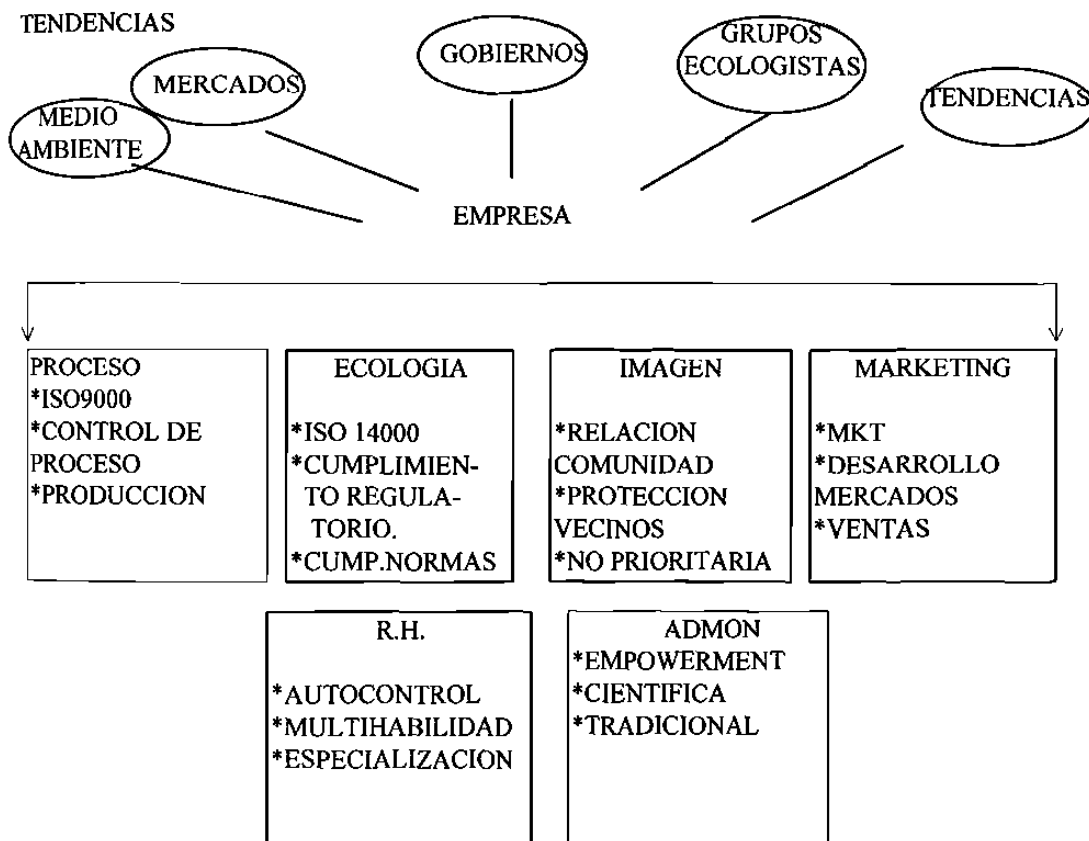 TENDENCIAS
MERCADOS
GOBIERNOS
GRUPOS
ECOLOGISTAS
TENDENCIAS
MEDIO
AMBIENTE
EMPRESA
PROCESO
*ISO9000
*CONTROL DE
PROCESO
*PRODUCCION
ECOLOGIA
*ISO 14000
*CUMPLIMIEN-
TO REGULA-
TORIO.
*CUMP.NORMAS
IMAGEN
*RELACION
COMUNIDAD
*PROTECCION
VECINOS
*NO PRIORITARIA
MARKETING
*MKT
*DESARROLLO
MERCADOS
*VENTAS
R.H.
*AUTOCONTROL
*MULTIHABILIDAD
*ESPECIALIZACION
ADMON
*EMPOWERMENT
*CIENTIFICA
*TRADICIONAL